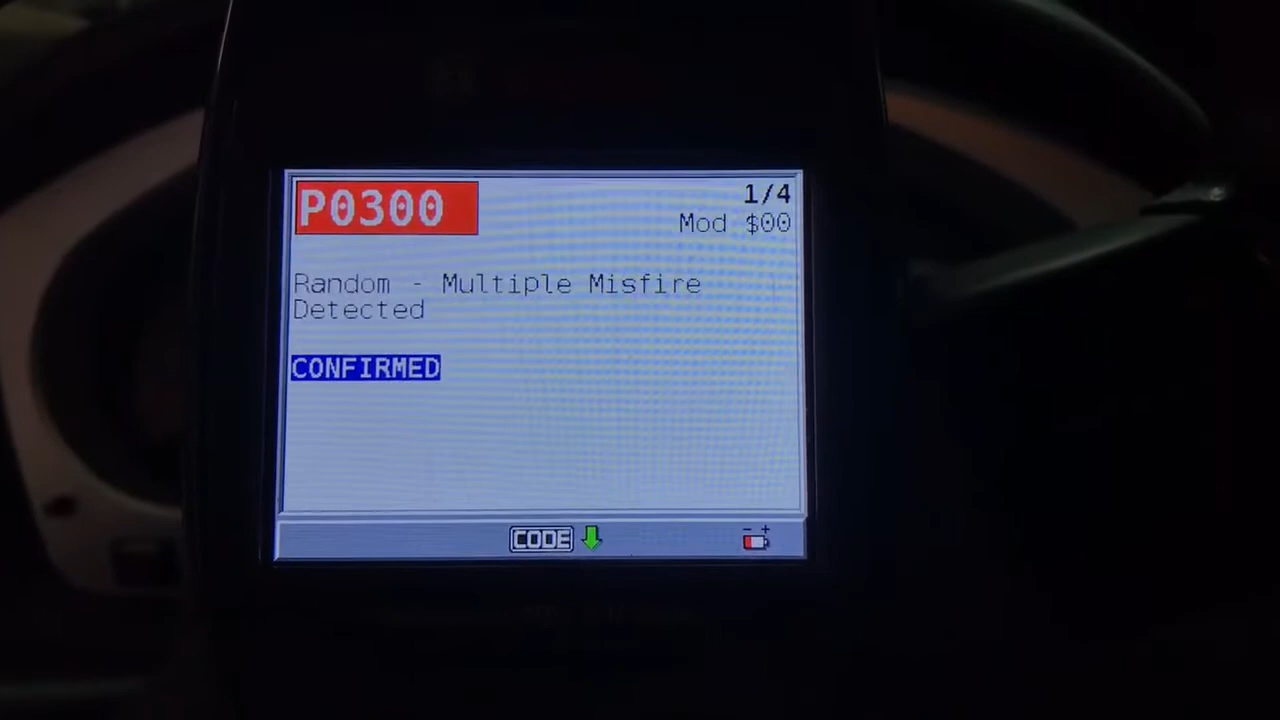 P0300
1/4
Mod $00
Random - Multiple Misfire
Detected
CONFIRMED
CODE
- +